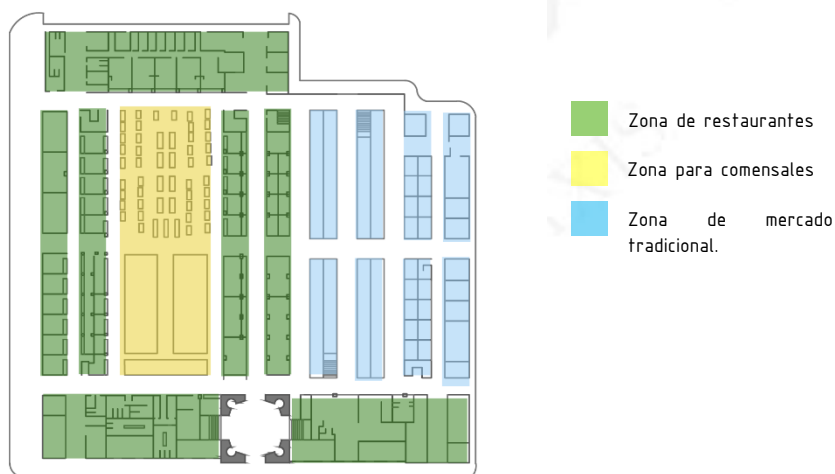 Zona de restaurantes
Zona para comensales
Zona de mercado
tradicional.